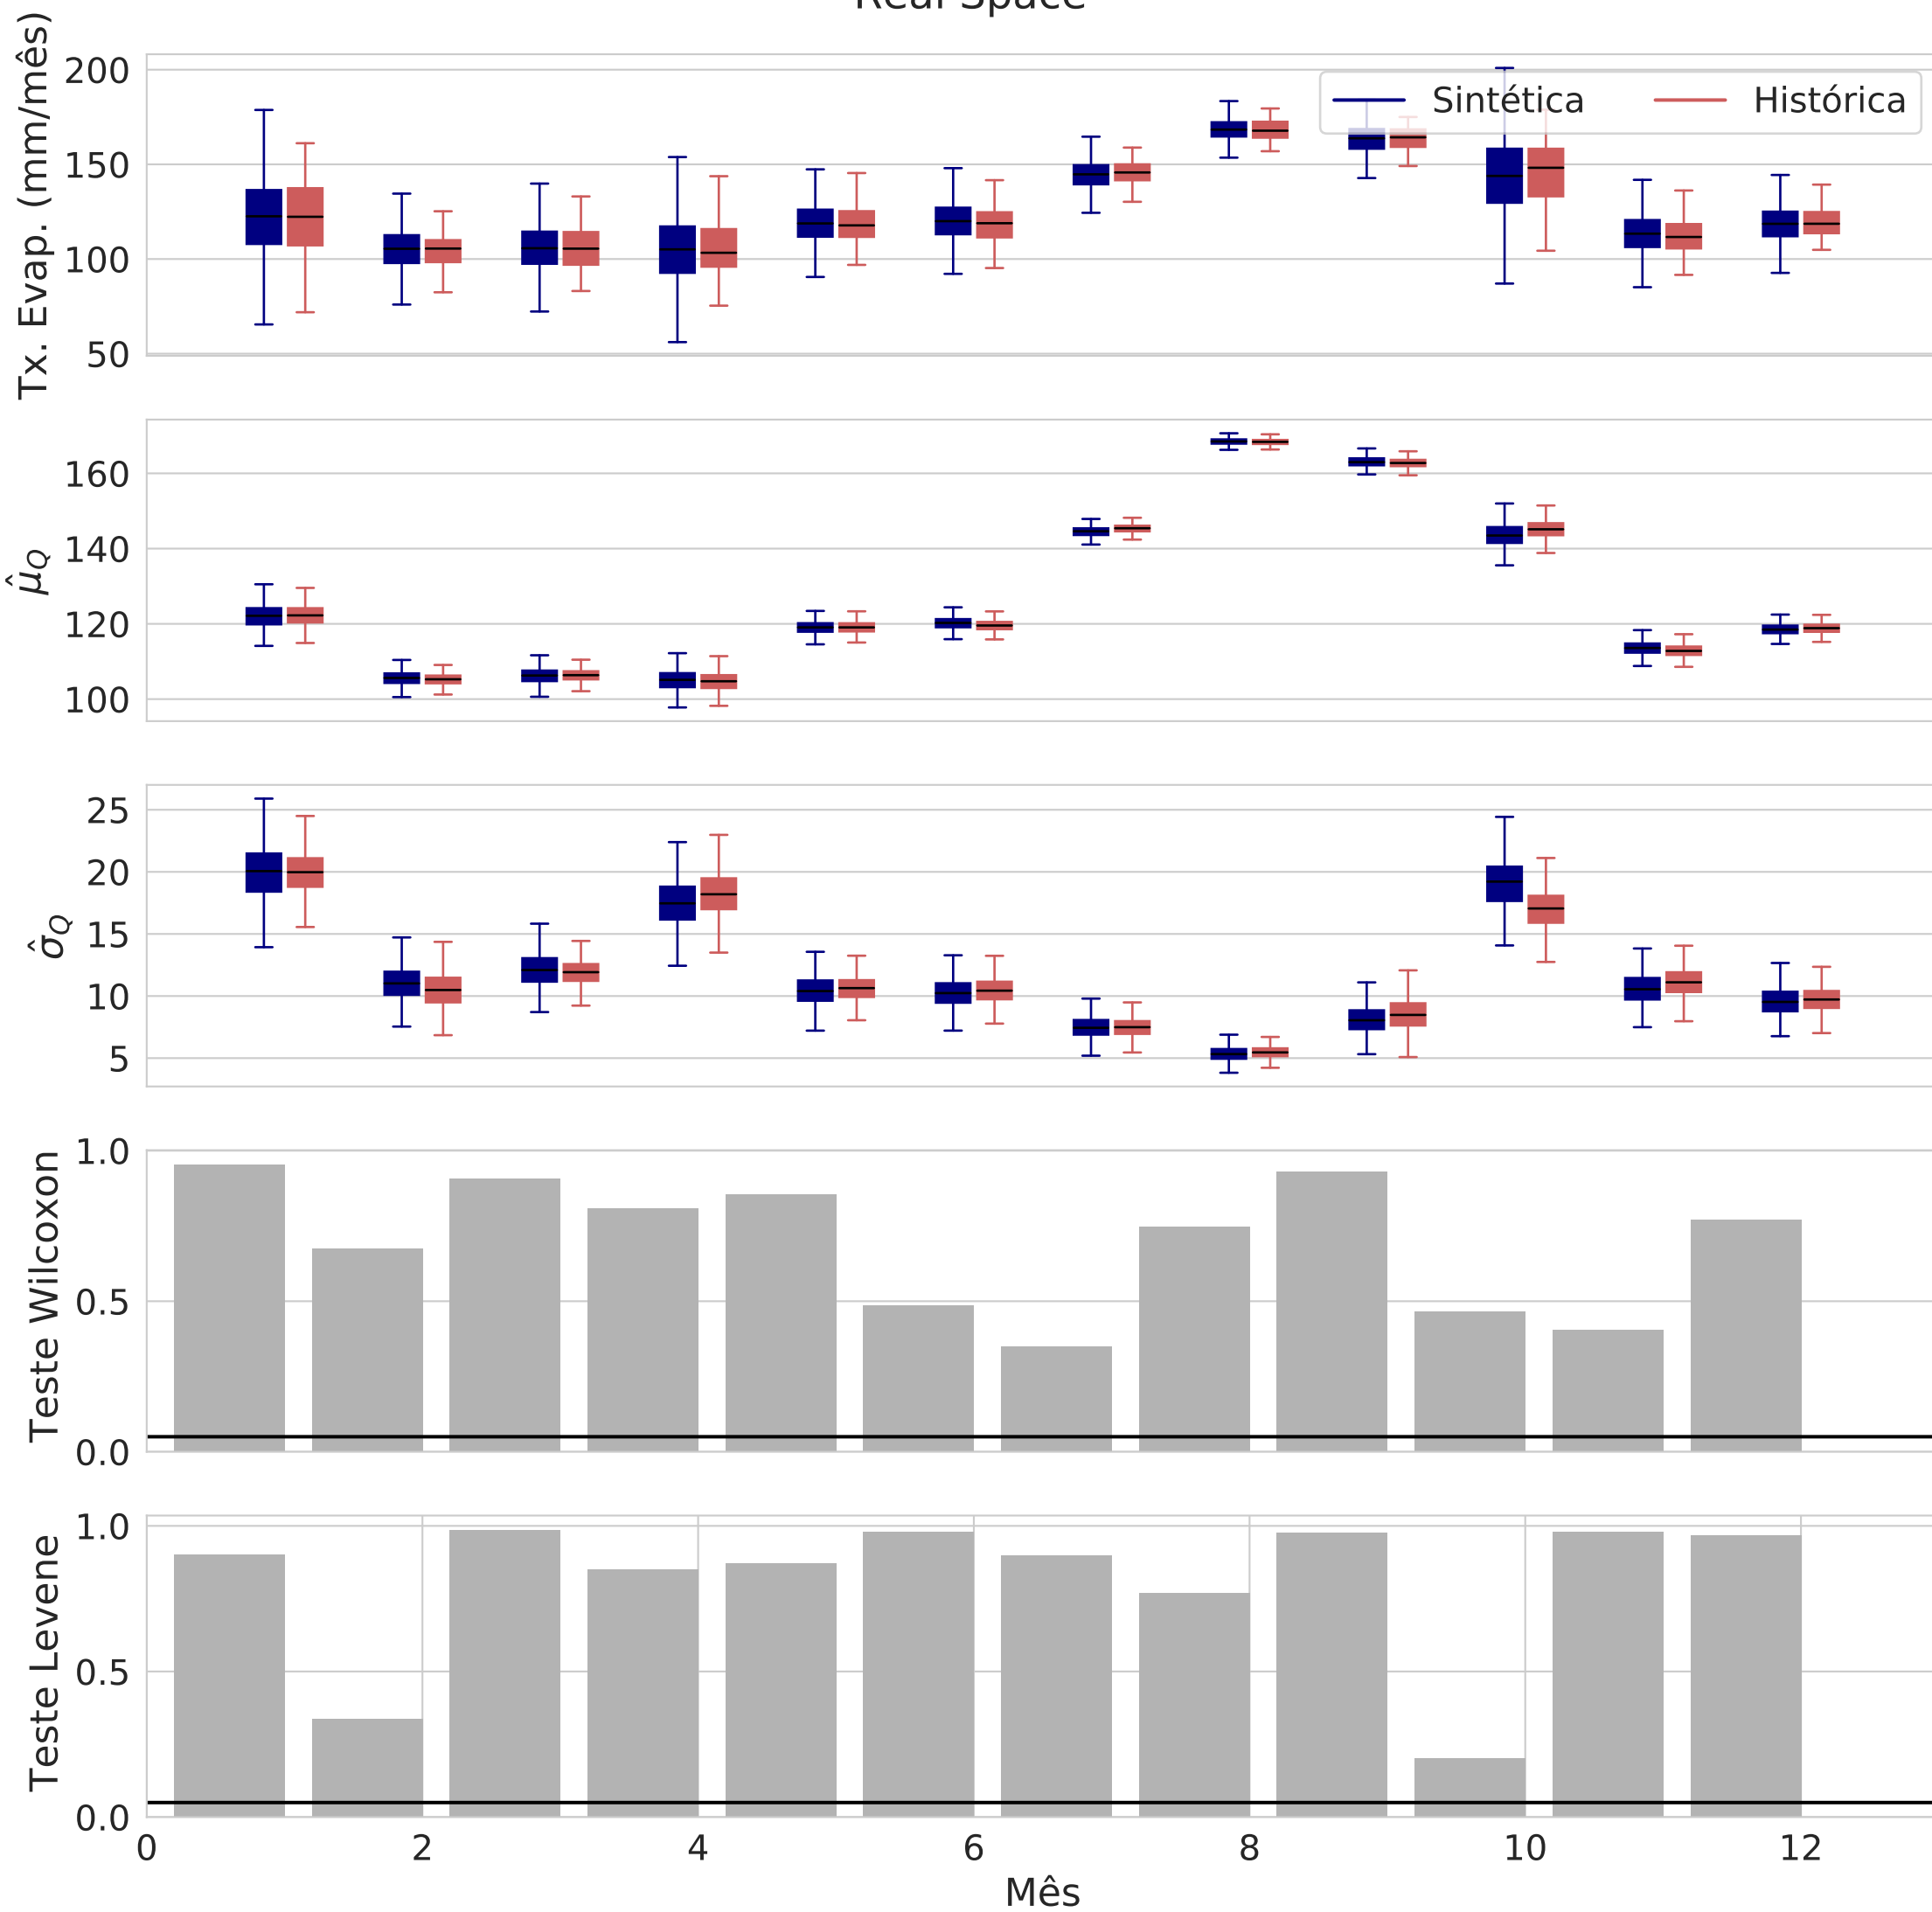 Real Space
Tx. Evap. (mm/mês)
200
150
100
50
Sintética
Histórica
μ̂_Q
160
140
120
100
σ̂_Q
25
20
15
10
5
Teste Wilcoxon
1.0
0.5
0.0
Teste Levene
1.0
0.5
0.0
0 2 4 6 8 10 12
Mês